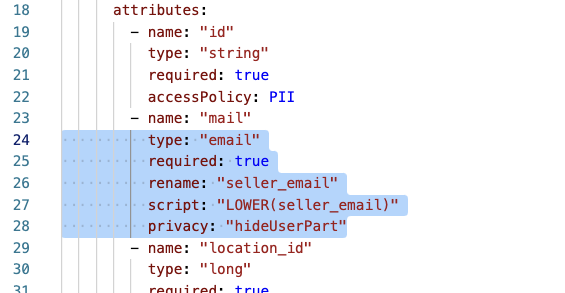 18 attributes:
19 - name: "id"
20 type: "string"
21 required: true
22 accessPolicy: PII
23 - name: "mail"
24 type: "email"
25 required: true
26 rename: "seller_email"
27 script: "LOWER(seller_email)"
28 privacy: "hideUserPart"
29 - name: "location_id"
30 type: "long"
31 required: true